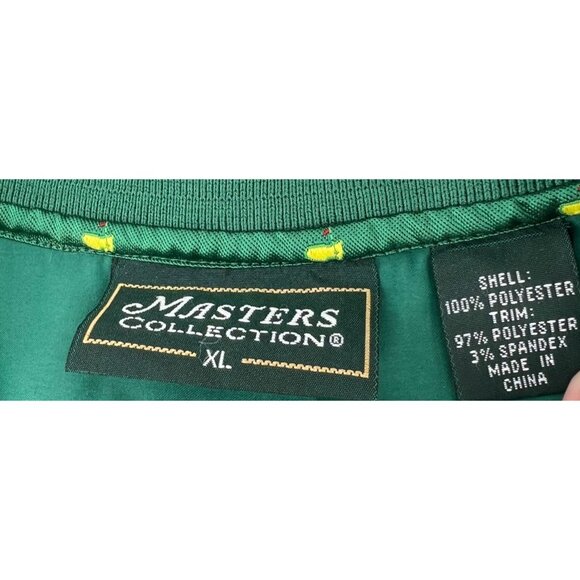 MASTERS
COLLECTION®
XL
SHELL:
100% POLYESTER
TRIM:
97% POLYESTER
3% SPANDEX
MADE IN
CHINA